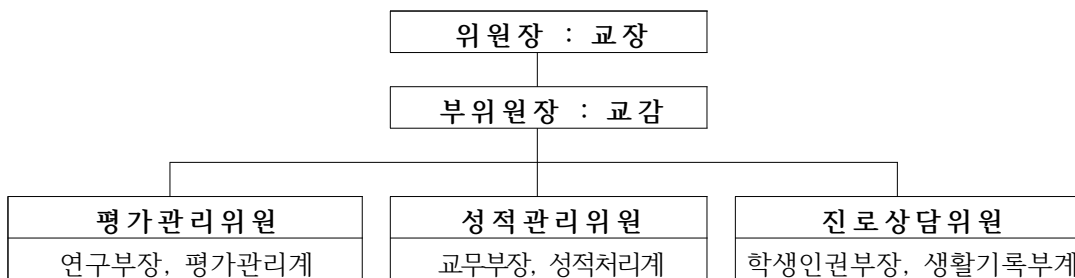 위원장 : 교장
부위원장 : 교감
평가관리위원
연구부장, 평가관리계
성적관리위원
교무부장, 성적처리계
진로상담위원
학생인권부장, 생활기록부계